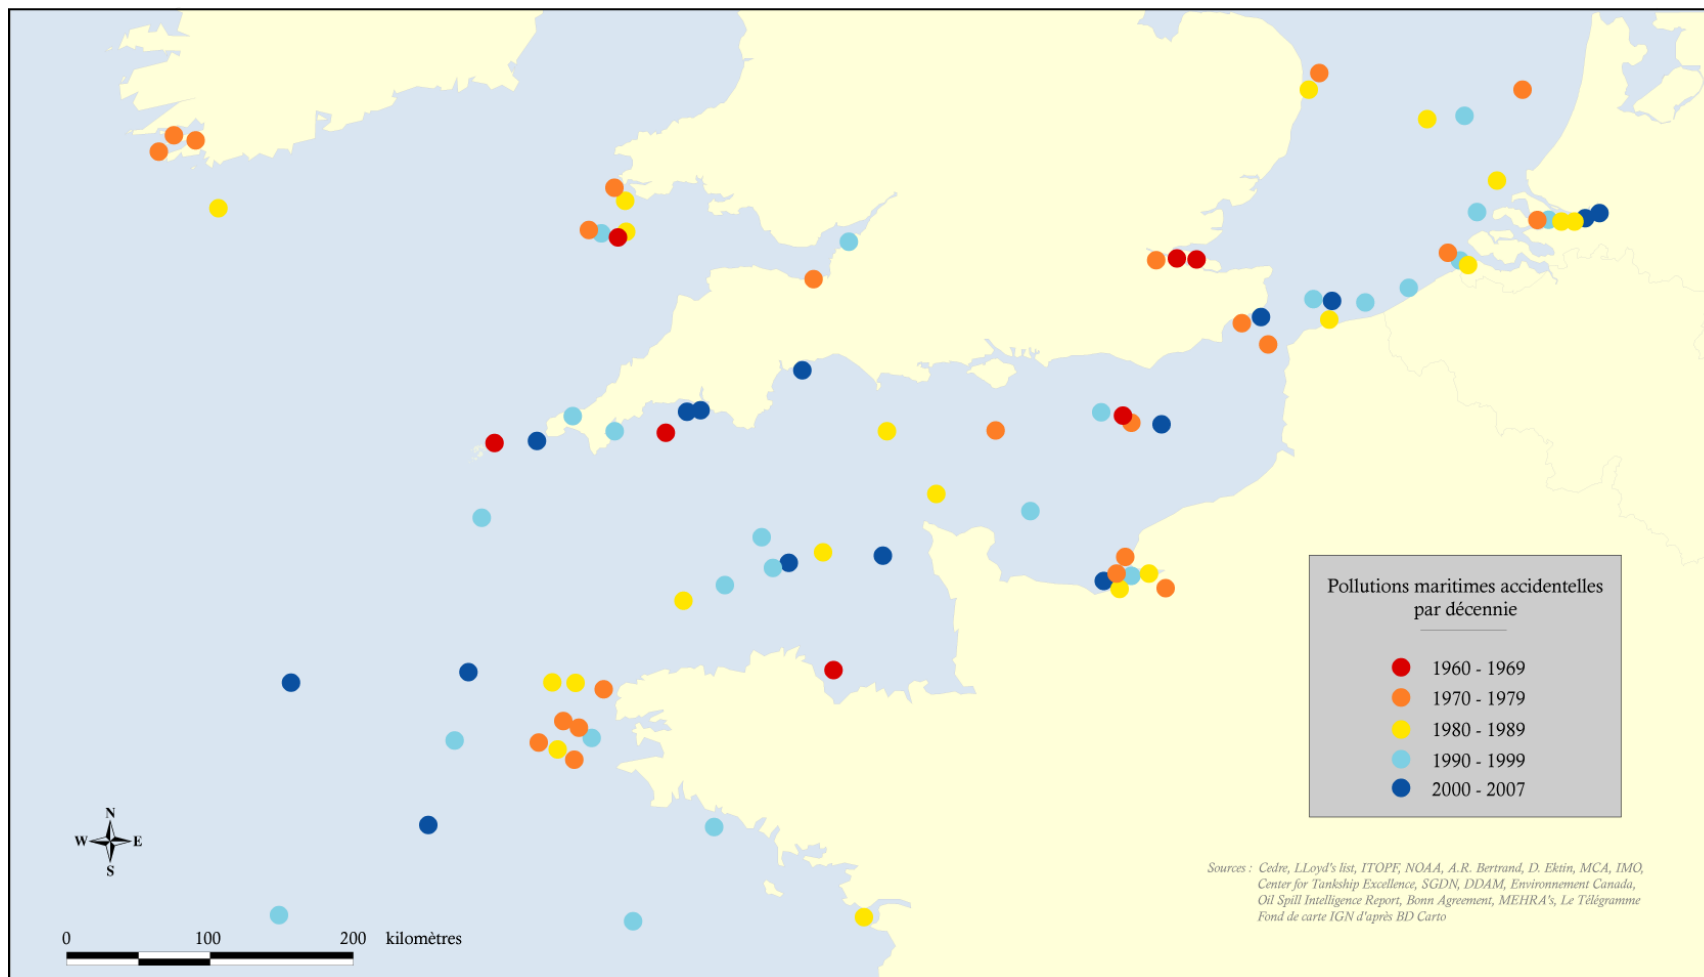 Pollutions maritimes accidentelles
par décennie
1960 - 1969
1970 - 1979
1980 - 1989
1990 - 1999
2000 - 2007
N
W E
S
0 100 200 kilomètres
Sources : Cedre, LLoyd's list, ITOPF, NOAA, A.R. Bertrand, D. Ektin, MCA, IMO,
Center for Tankship Excellence, SGDN, DDAM, Environnement Canada,
Oil Spill Intelligence Report, Bonn Agreement, MEHRA's, Le Télégramme
Fond de carte IGN d'après BD Carto